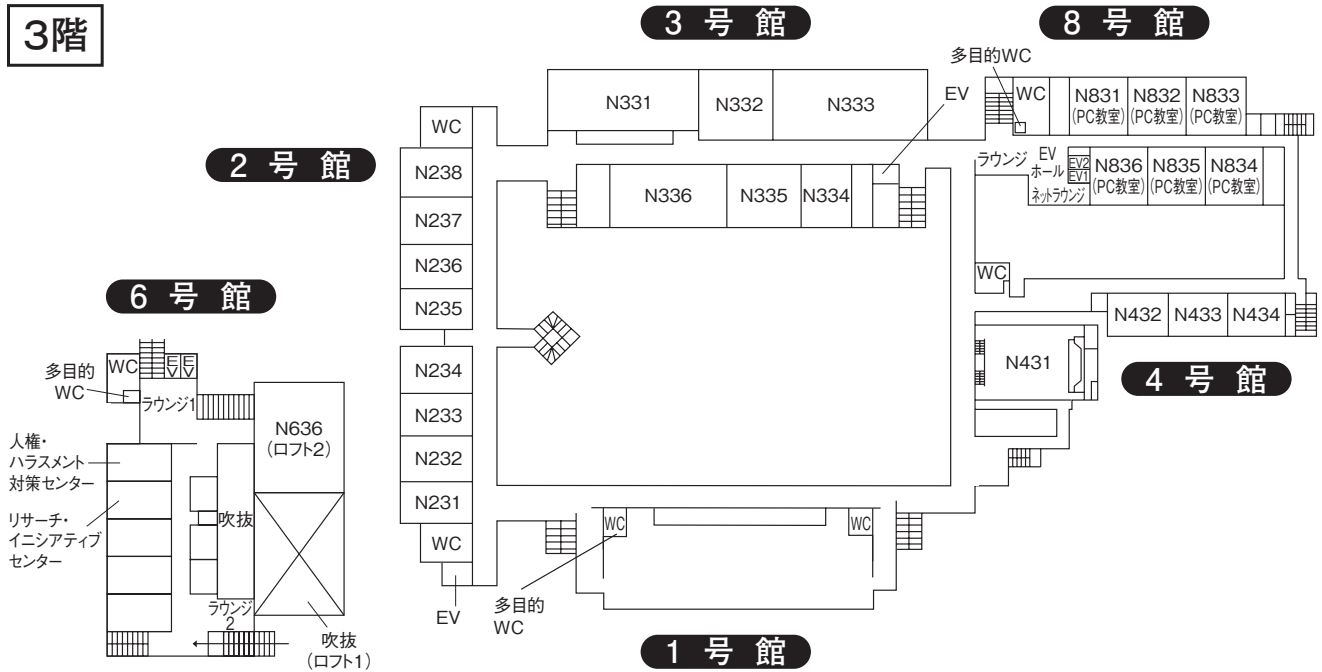 3階
3 号 館
8 号 館
多目的WC
EV
WC
N831
(PC教室)
N832
(PC教室)
N833
(PC教室)
N331
N332
N333
WC
2 号 館
N238
N237
N236
N235
N234
N233
N232
N231
WC
EV
N336
N335
N334
ラウンジ
EV
ホール
EV2
EV1
ネットラウンジ
N836
(PC教室)
N835
(PC教室)
N834
(PC教室)
WC
N432
N433
N434
N431
4 号 館
6 号 館
WC
EV
EV
多目的
WC
ラウンジ1
N636
(ロフト2)
人権・
ハラスメント
対策センター
リサーチ・
イニシアティブ
センター
吹抜
ラウンジ
2
吹抜
(ロフト1)
WC
WC
多目的
WC
1 号 館